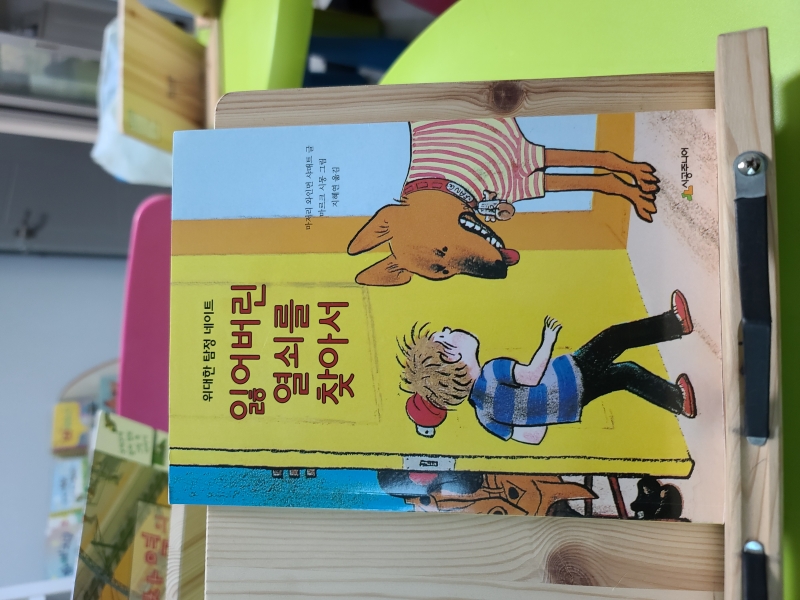 위대한 탐정 네이트
잃어버린
열쇠를
찾아서
마저리 와인먼 샤매트 글
마르크 시몽 그림
지혜연 옮김
시공주니어